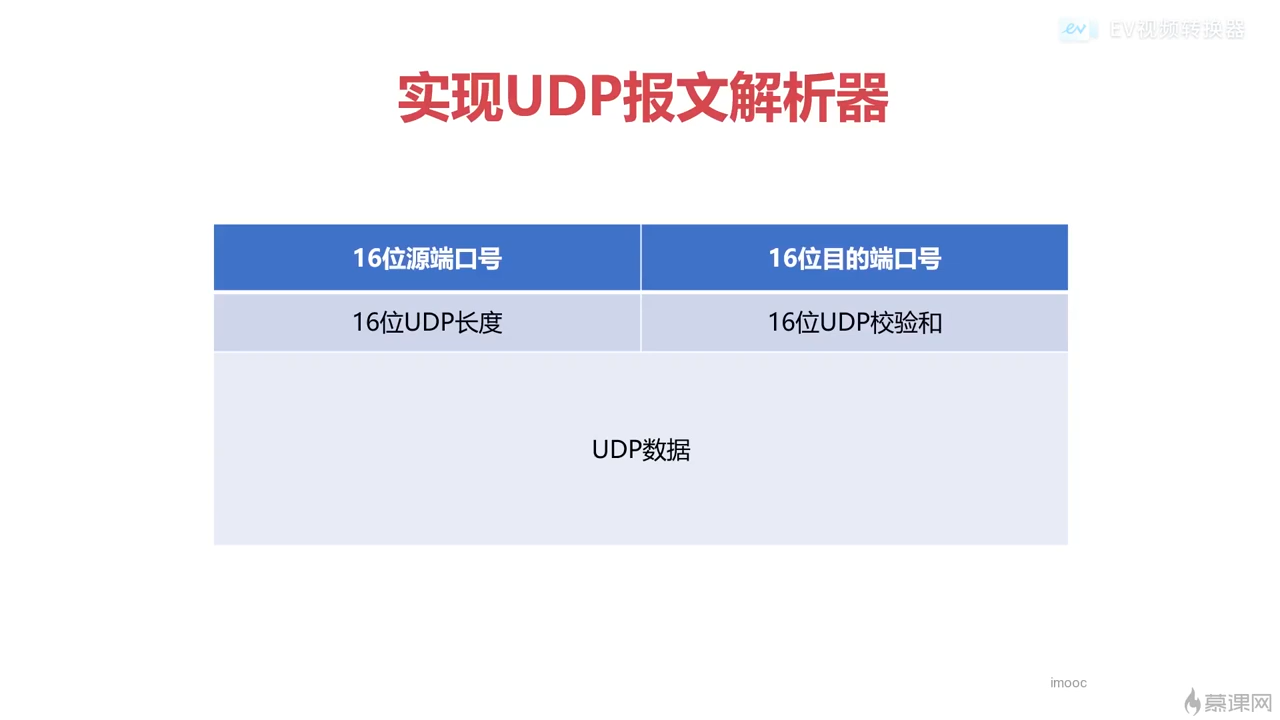 EV视频转换器
实现UDP报文解析器
16位源端口号 16位目的端口号
16位UDP长度 16位UDP校验和
UDP数据
imooc
慕课网